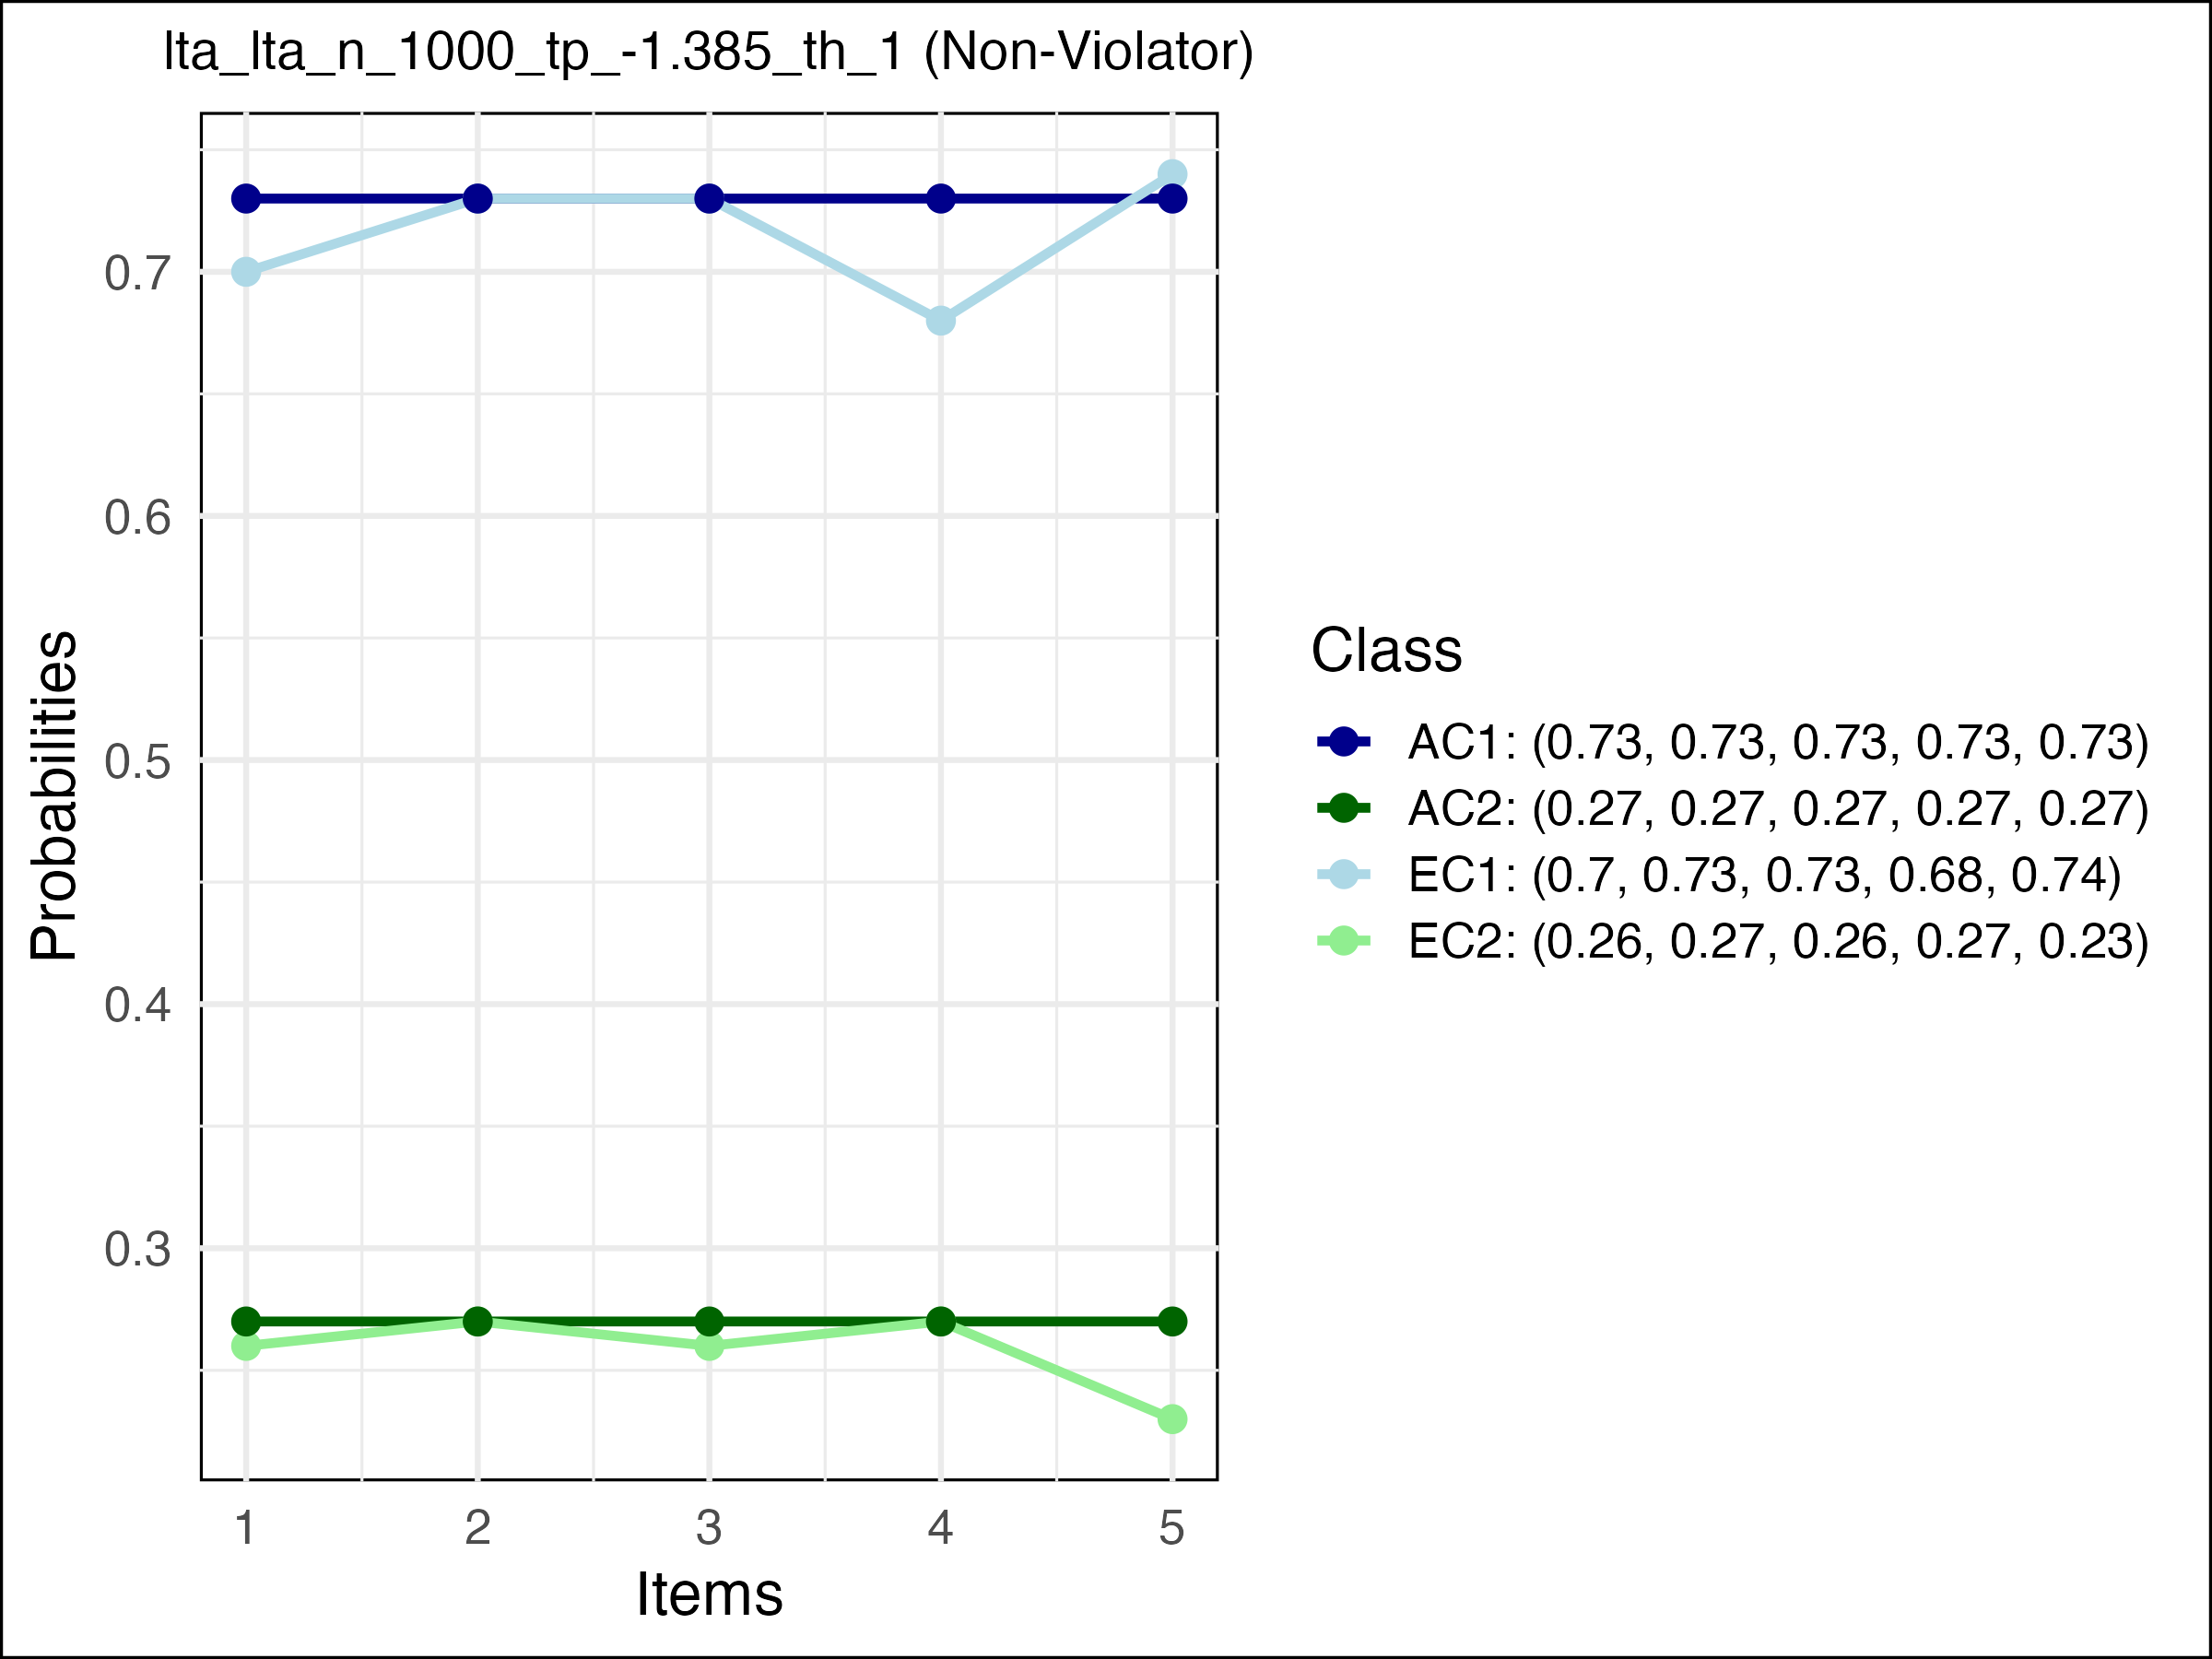 lta_lta_n_1000_tp_-1.385_th_1 (Non-Violator)
Probabilities
0.7
0.6
0.5
0.4
0.3
1 2 3 4 5
Items
Class
AC1: (0.73, 0.73, 0.73, 0.73, 0.73)
AC2: (0.27, 0.27, 0.27, 0.27, 0.27)
EC1: (0.7, 0.73, 0.73, 0.68, 0.74)
EC2: (0.26, 0.27, 0.26, 0.27, 0.23)